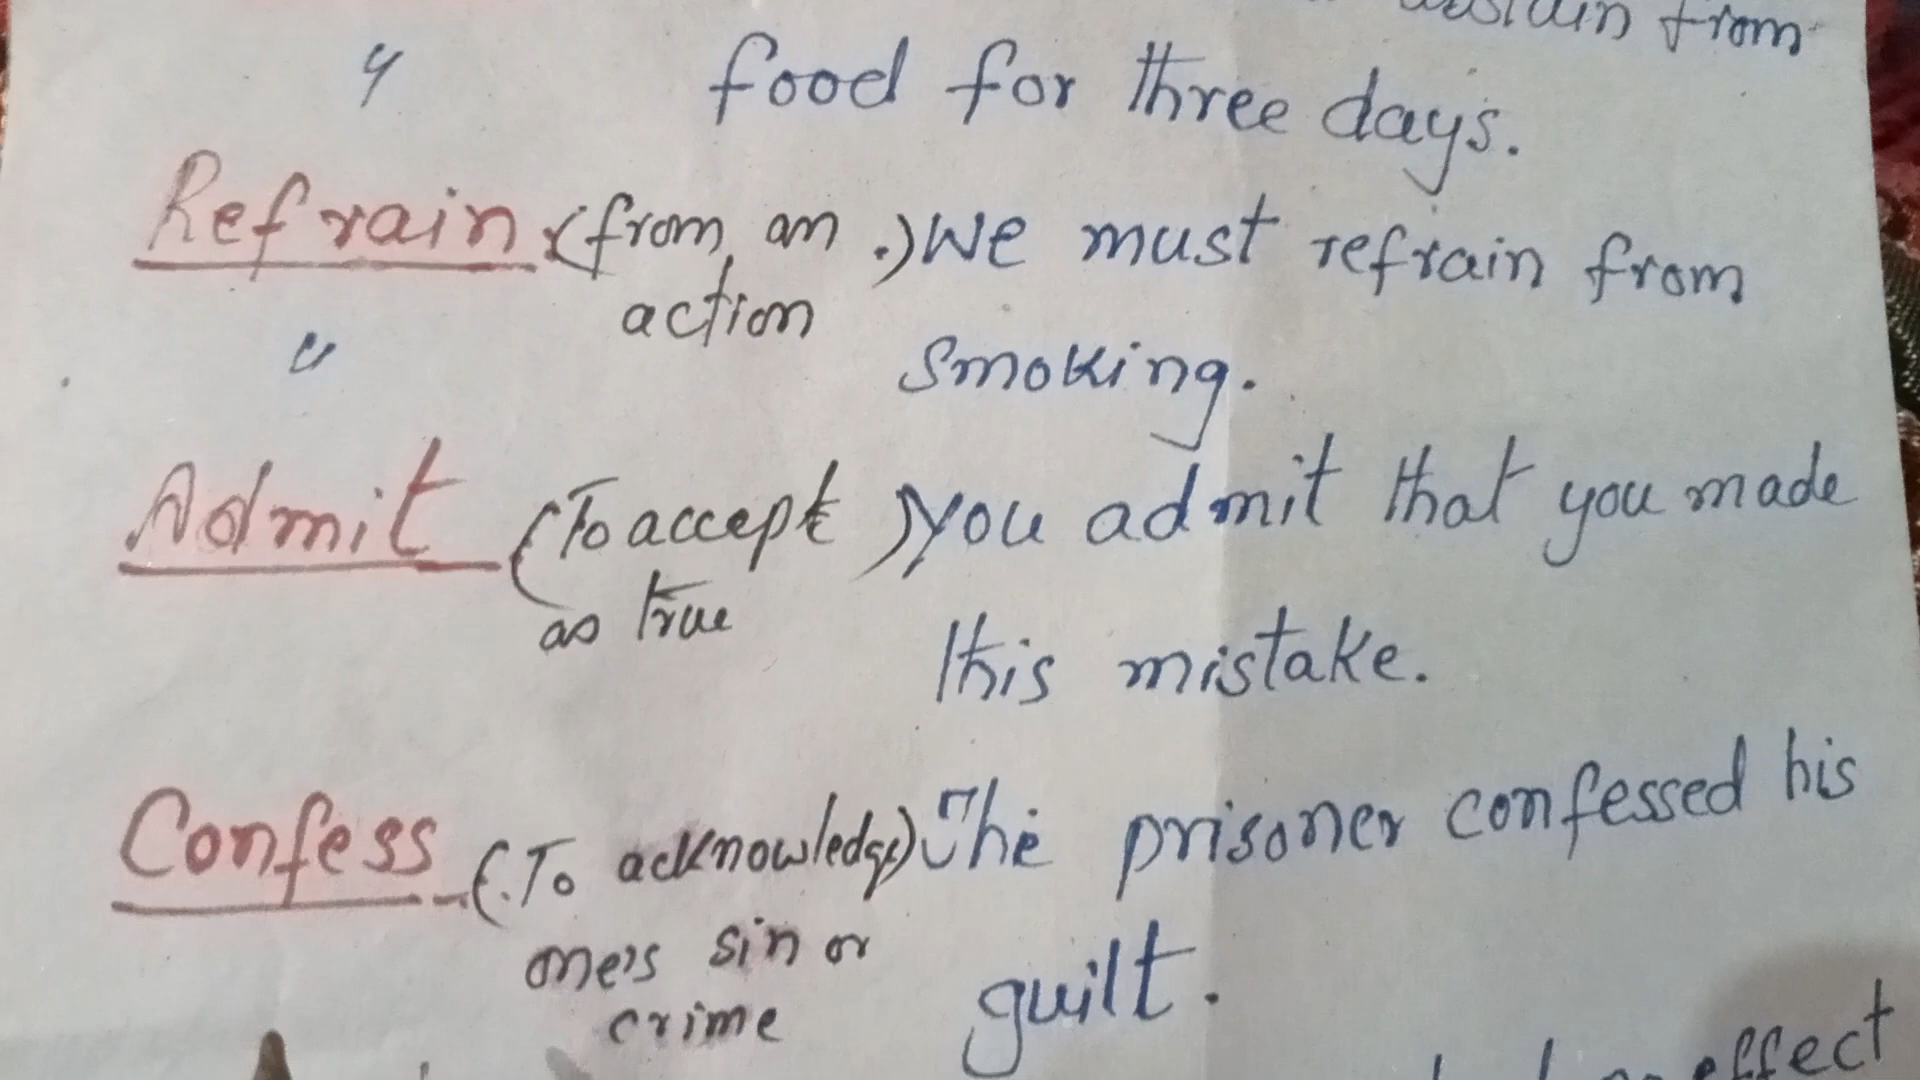 abstain from
" food for three days.
Refrain (from an .) We must refrain from
action
" smoking.
Admit (To accept ) you admit that you made
as true
this mistake.
Confess (.To acknowledge) The prisoner confessed his
one's sin or
crime guilt.
effect